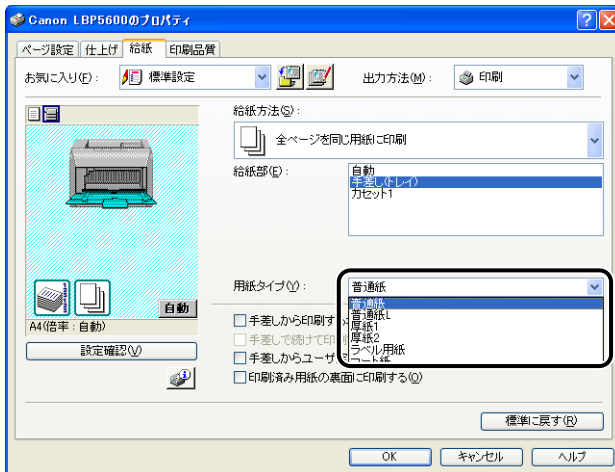 Canon LBP5600のプロパティ
ページ設定 仕上げ 給紙 印刷品質
お気に入り(F): 標準設定 出力方法(M): 印刷
給紙方法(S):
全ページを同じ用紙に印刷
給紙部(E):
自動
手差し(トレイ)
カセット1
用紙タイプ(Y): 普通紙
普通紙
普通紙L
厚紙1
厚紙2
ラベル用紙
自動
A4(倍率:自動)
設定確認(V)
手差しから印刷す
手差しで続けて印
手差しからユーザ
印刷済み用紙の裏面に印刷する(O)
標準に戻す(R)
OK キャンセル ヘルプ